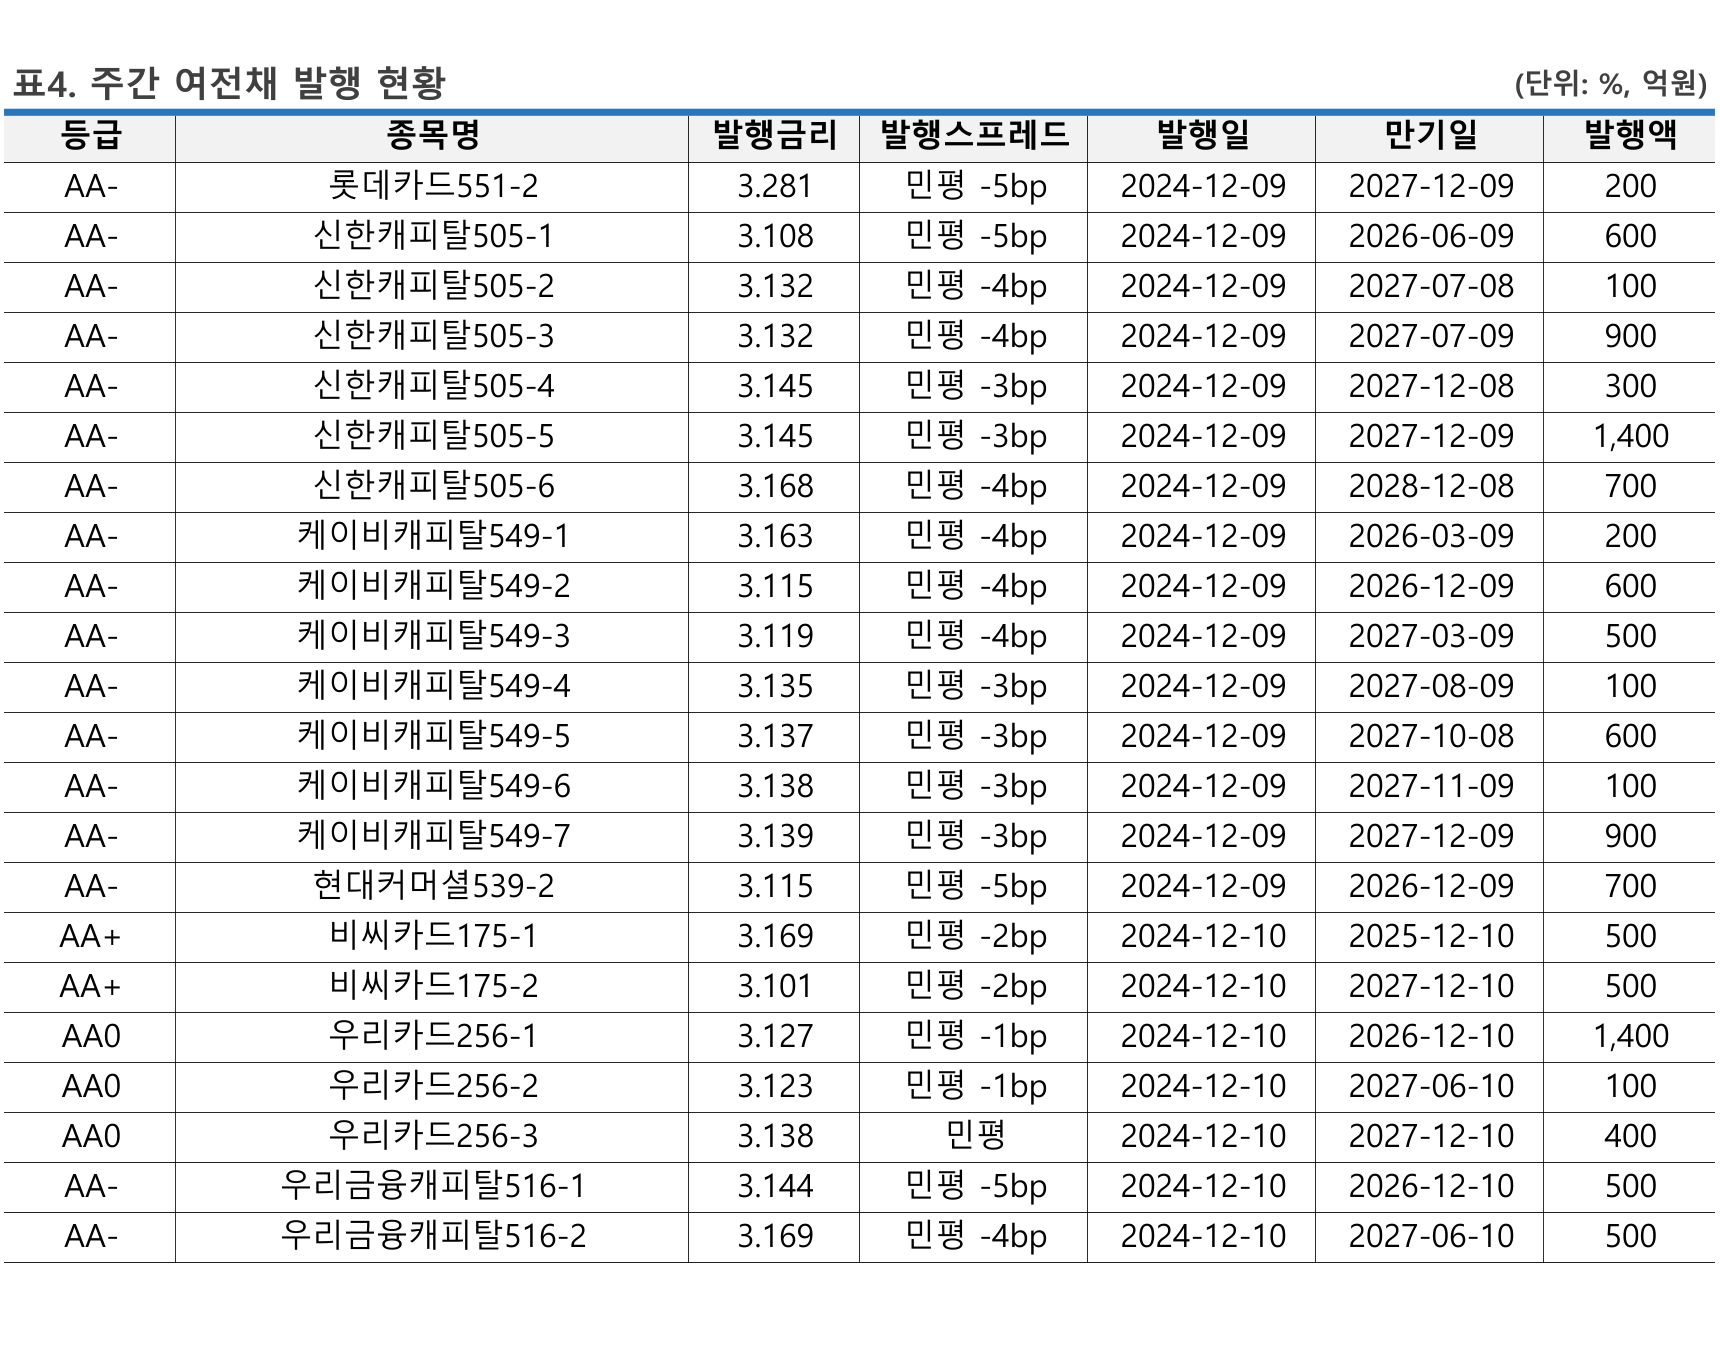 표4. 주간 여전채 발행 현황 (단위: %, 억원)
등급 종목명 발행금리 발행스프레드 발행일 만기일 발행액
AA- 롯데카드551-2 3.281 민평 -5bp 2024-12-09 2027-12-09 200
AA- 신한캐피탈505-1 3.108 민평 -5bp 2024-12-09 2026-06-09 600
AA- 신한캐피탈505-2 3.132 민평 -4bp 2024-12-09 2027-07-08 100
AA- 신한캐피탈505-3 3.132 민평 -4bp 2024-12-09 2027-07-09 900
AA- 신한캐피탈505-4 3.145 민평 -3bp 2024-12-09 2027-12-08 300
AA- 신한캐피탈505-5 3.145 민평 -3bp 2024-12-09 2027-12-09 1,400
AA- 신한캐피탈505-6 3.168 민평 -4bp 2024-12-09 2028-12-08 700
AA- 케이비캐피탈549-1 3.163 민평 -4bp 2024-12-09 2026-03-09 200
AA- 케이비캐피탈549-2 3.115 민평 -4bp 2024-12-09 2026-12-09 600
AA- 케이비캐피탈549-3 3.119 민평 -4bp 2024-12-09 2027-03-09 500
AA- 케이비캐피탈549-4 3.135 민평 -3bp 2024-12-09 2027-08-09 100
AA- 케이비캐피탈549-5 3.137 민평 -3bp 2024-12-09 2027-10-08 600
AA- 케이비캐피탈549-6 3.138 민평 -3bp 2024-12-09 2027-11-09 100
AA- 케이비캐피탈549-7 3.139 민평 -3bp 2024-12-09 2027-12-09 900
AA- 현대커머셜539-2 3.115 민평 -5bp 2024-12-09 2026-12-09 700
AA+ 비씨카드175-1 3.169 민평 -2bp 2024-12-10 2025-12-10 500
AA+ 비씨카드175-2 3.101 민평 -2bp 2024-12-10 2027-12-10 500
AA0 우리카드256-1 3.127 민평 -1bp 2024-12-10 2026-12-10 1,400
AA0 우리카드256-2 3.123 민평 -1bp 2024-12-10 2027-06-10 100
AA0 우리카드256-3 3.138 민평 2024-12-10 2027-12-10 400
AA- 우리금융캐피탈516-1 3.144 민평 -5bp 2024-12-10 2026-12-10 500
AA- 우리금융캐피탈516-2 3.169 민평 -4bp 2024-12-10 2027-06-10 500